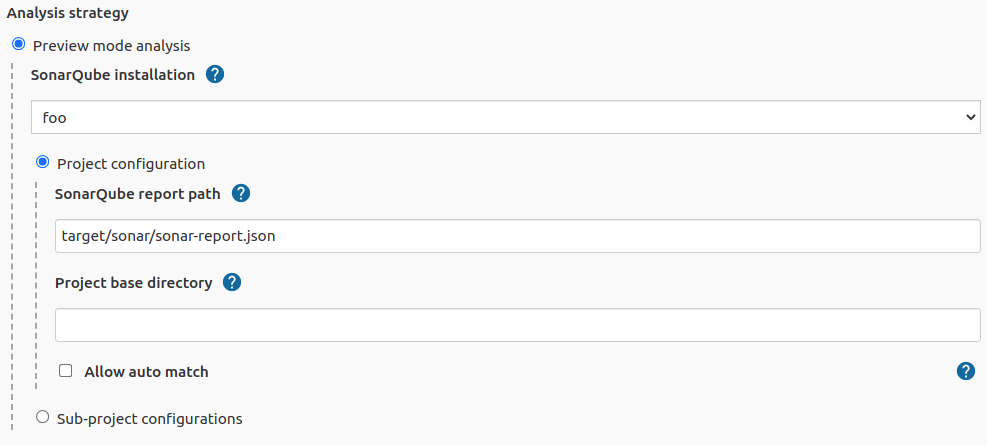 Analysis strategy
Preview mode analysis
SonarQube installation ?
foo
Project configuration
SonarQube report path ?
target/sonar/sonar-report.json
Project base directory ?
Allow auto match ?
Sub-project configurations